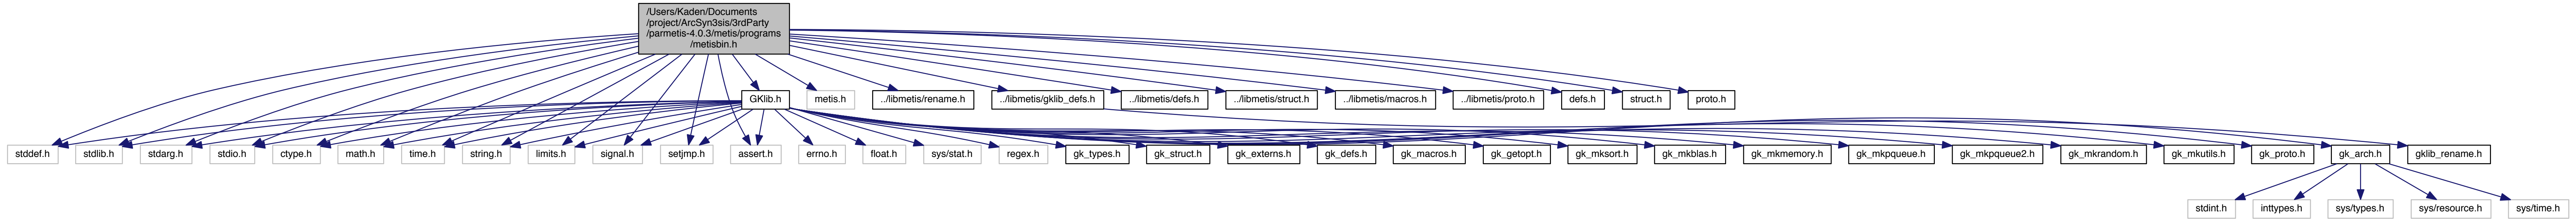 /Users/Kaden/Documents
/project/ArcSyn3sis/3rdParty
/parmetis-4.0.3/metis/programs
/metisbin.h
GKlib.h
metis.h
../libmetis/rename.h
../libmetis/gklib_defs.h
../libmetis/defs.h
../libmetis/struct.h
../libmetis/macros.h
../libmetis/proto.h
defs.h
struct.h
proto.h
stddef.h
stdlib.h
stdarg.h
stdio.h
ctype.h
math.h
time.h
string.h
limits.h
signal.h
setjmp.h
assert.h
errno.h
float.h
sys/stat.h
regex.h
gk_types.h
gk_struct.h
gk_externs.h
gk_defs.h
gk_macros.h
gk_getopt.h
gk_mksort.h
gk_mkblas.h
gk_mkmemory.h
gk_mkpqueue.h
gk_mkpqueue2.h
gk_mkrandom.h
gk_mkutils.h
gk_proto.h
gk_arch.h
gklib_rename.h
stdint.h
inttypes.h
sys/types.h
sys/resource.h
sys/time.h